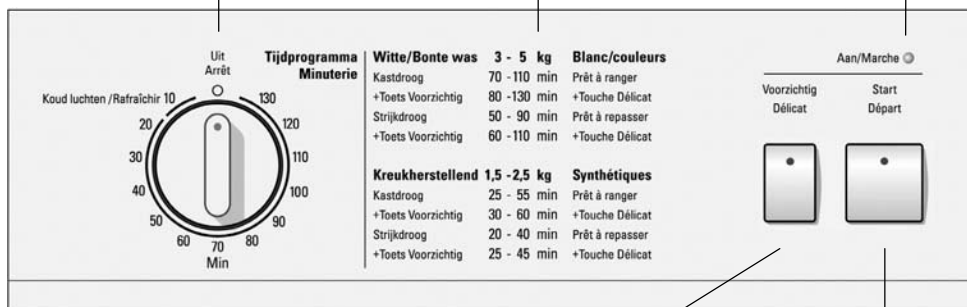 Uit
Arrêt
Tijdprogramma
Minuterie
Koud luchten /Rafraîchir 10
130
20
120
30
110
40
100
50
90
60
80
70
Min
Witte/Bonte was 3 - 5 kg Blanc/couleurs
Kastdroog 70 -110 min Prêt à ranger
+Toets Voorzichtig 80 -130 min +Touche Délicat
Strijkdroog 50 - 90 min Prêt à repasser
+Toets Voorzichtig 60 -110 min +Touche Délicat
Kreukherstellend 1,5 -2,5 kg Synthétiques
Kastdroog 25 - 55 min Prêt à ranger
+Toets Voorzichtig 30 - 60 min +Touche Délicat
Strijkdroog 20 - 40 min Prêt à repasser
+Toets Voorzichtig 25 - 45 min +Touche Délicat
Aan/Marche
Voorzichtig
Délicat
Start
Départ